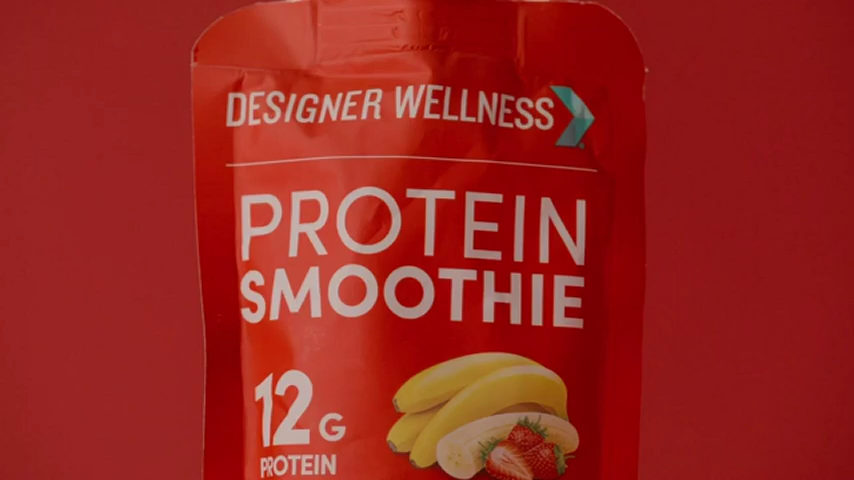 DESIGNER WELLNESS
PROTEIN
SMOOTHIE
12G
PROTEIN